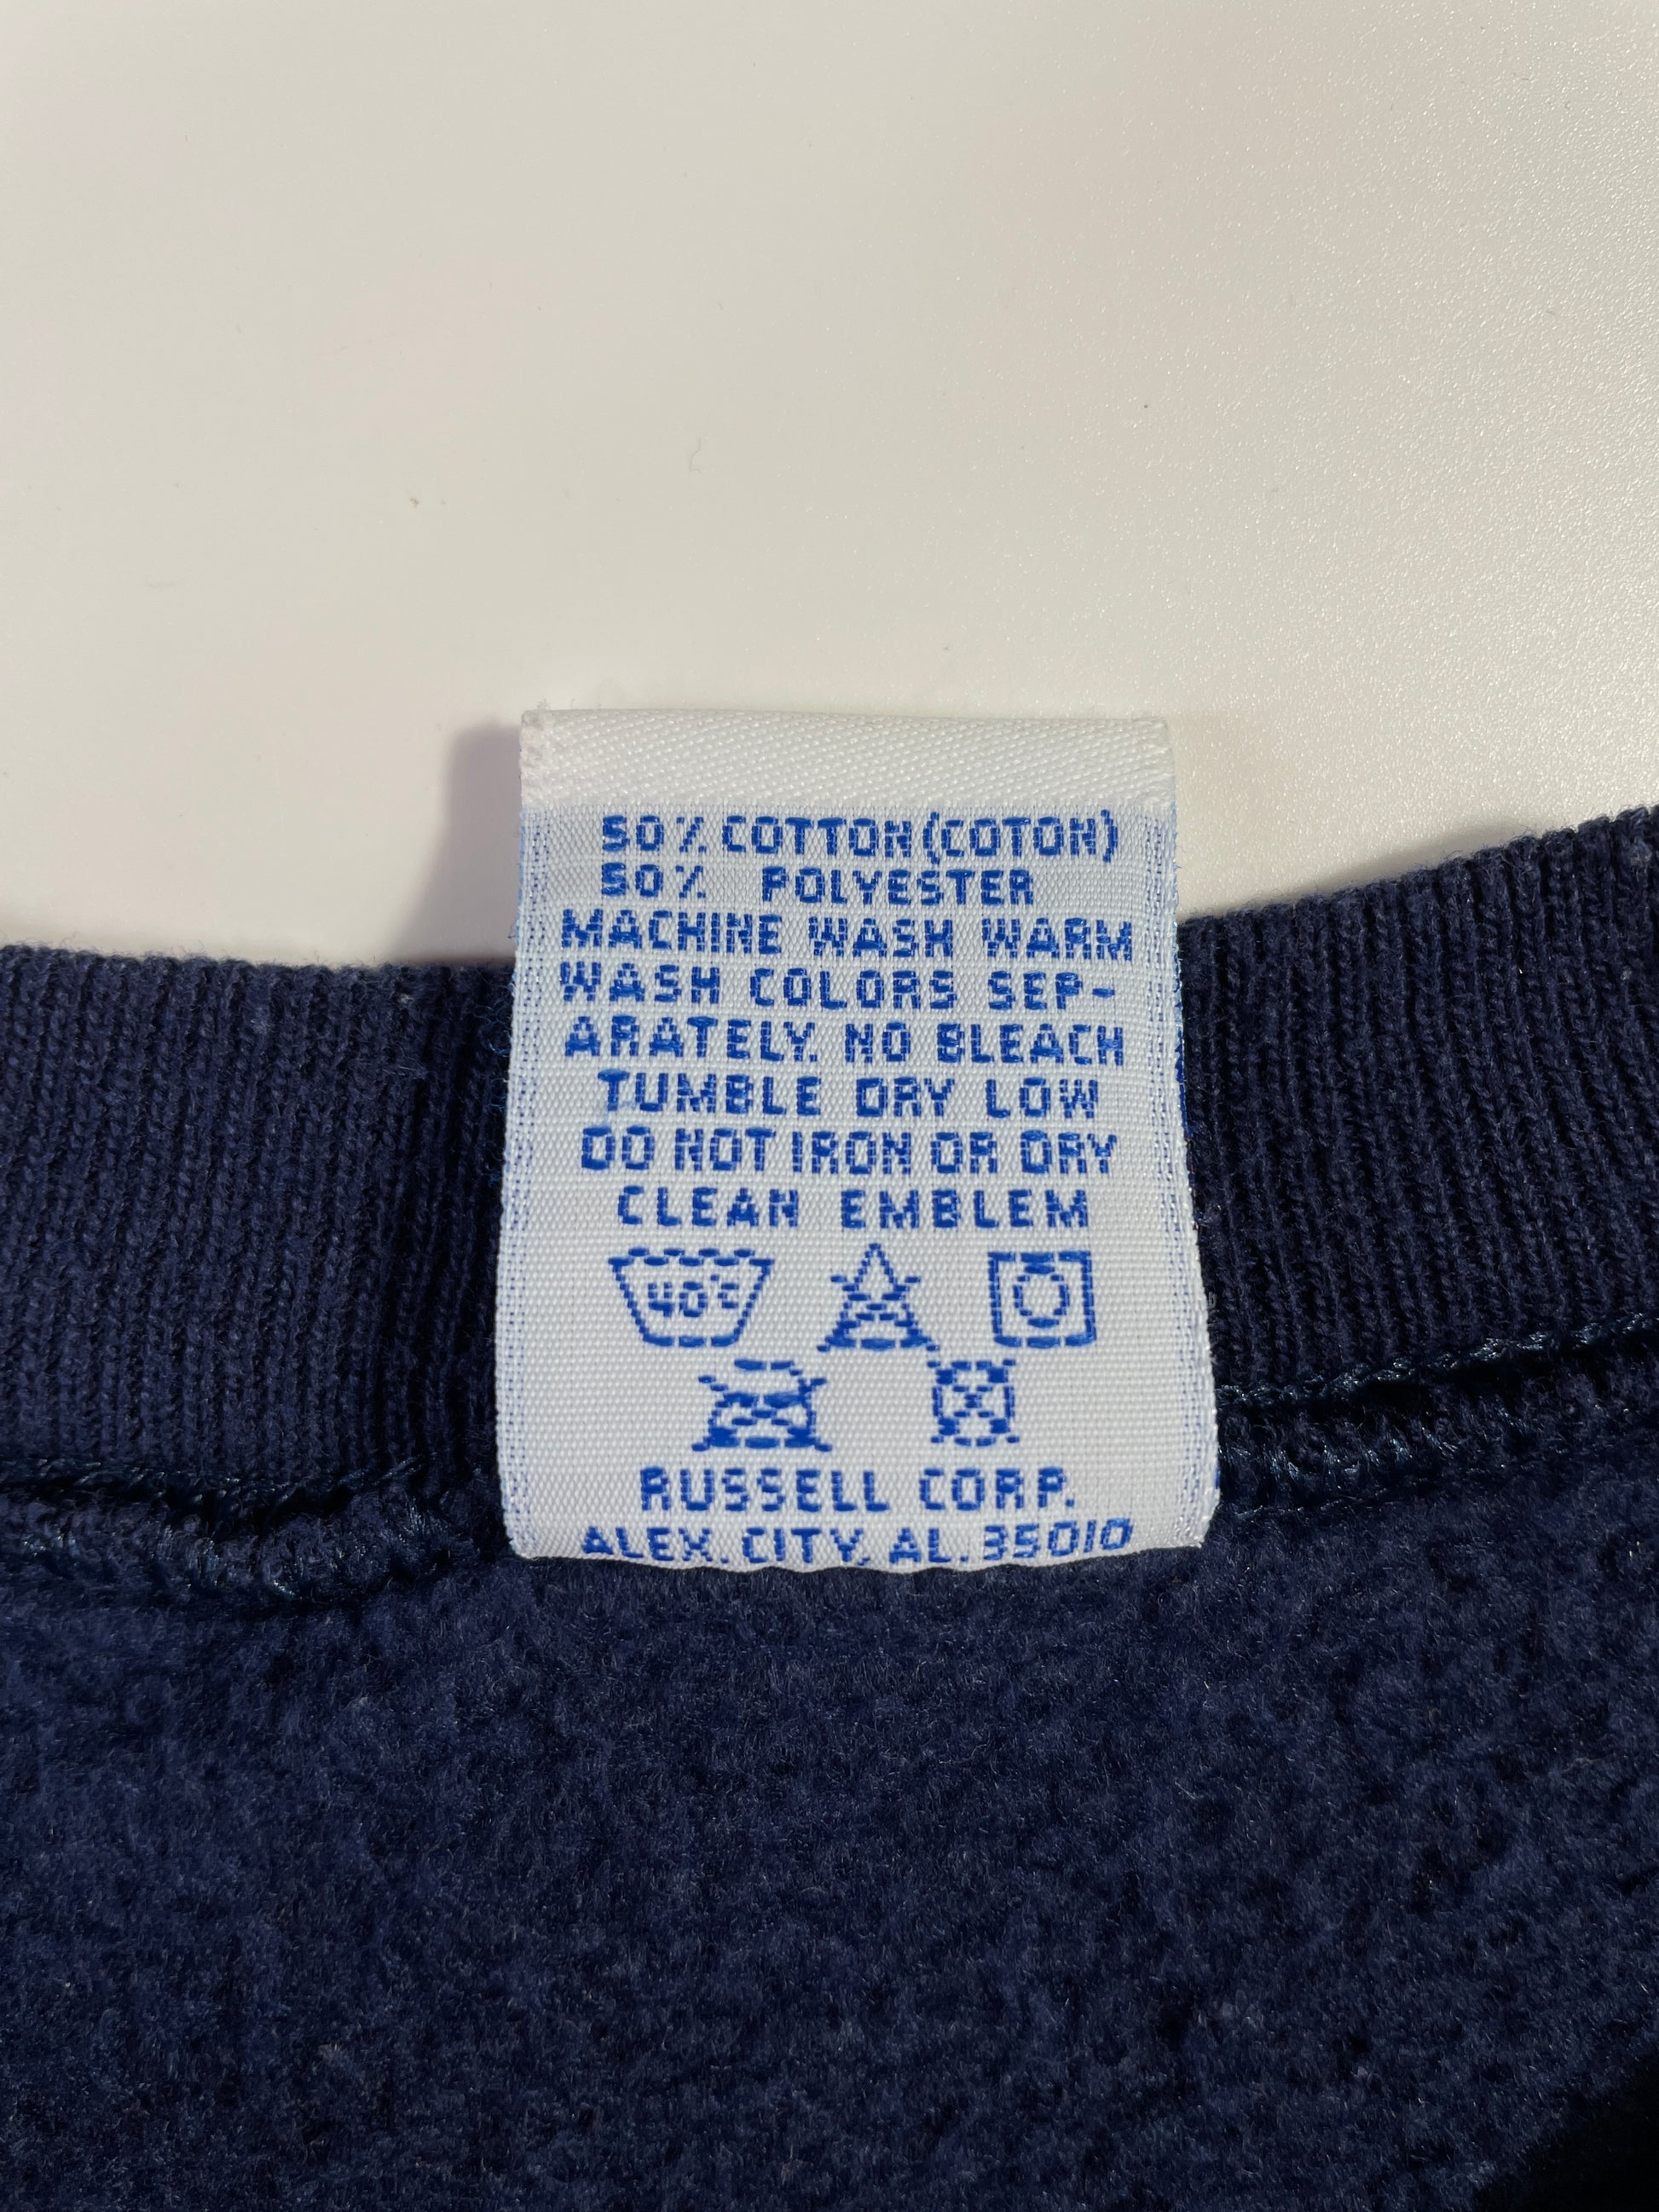 50% COTTON (COTON)
50% POLYESTER
MACHINE WASH WARM
WASH COLORS SEP-
ARATELY. NO BLEACH
TUMBLE DRY LOW
DO NOT IRON OR DRY
CLEAN EMBLEM
40°C
RUSSELL CORP.
ALEX. CITY, AL. 35010